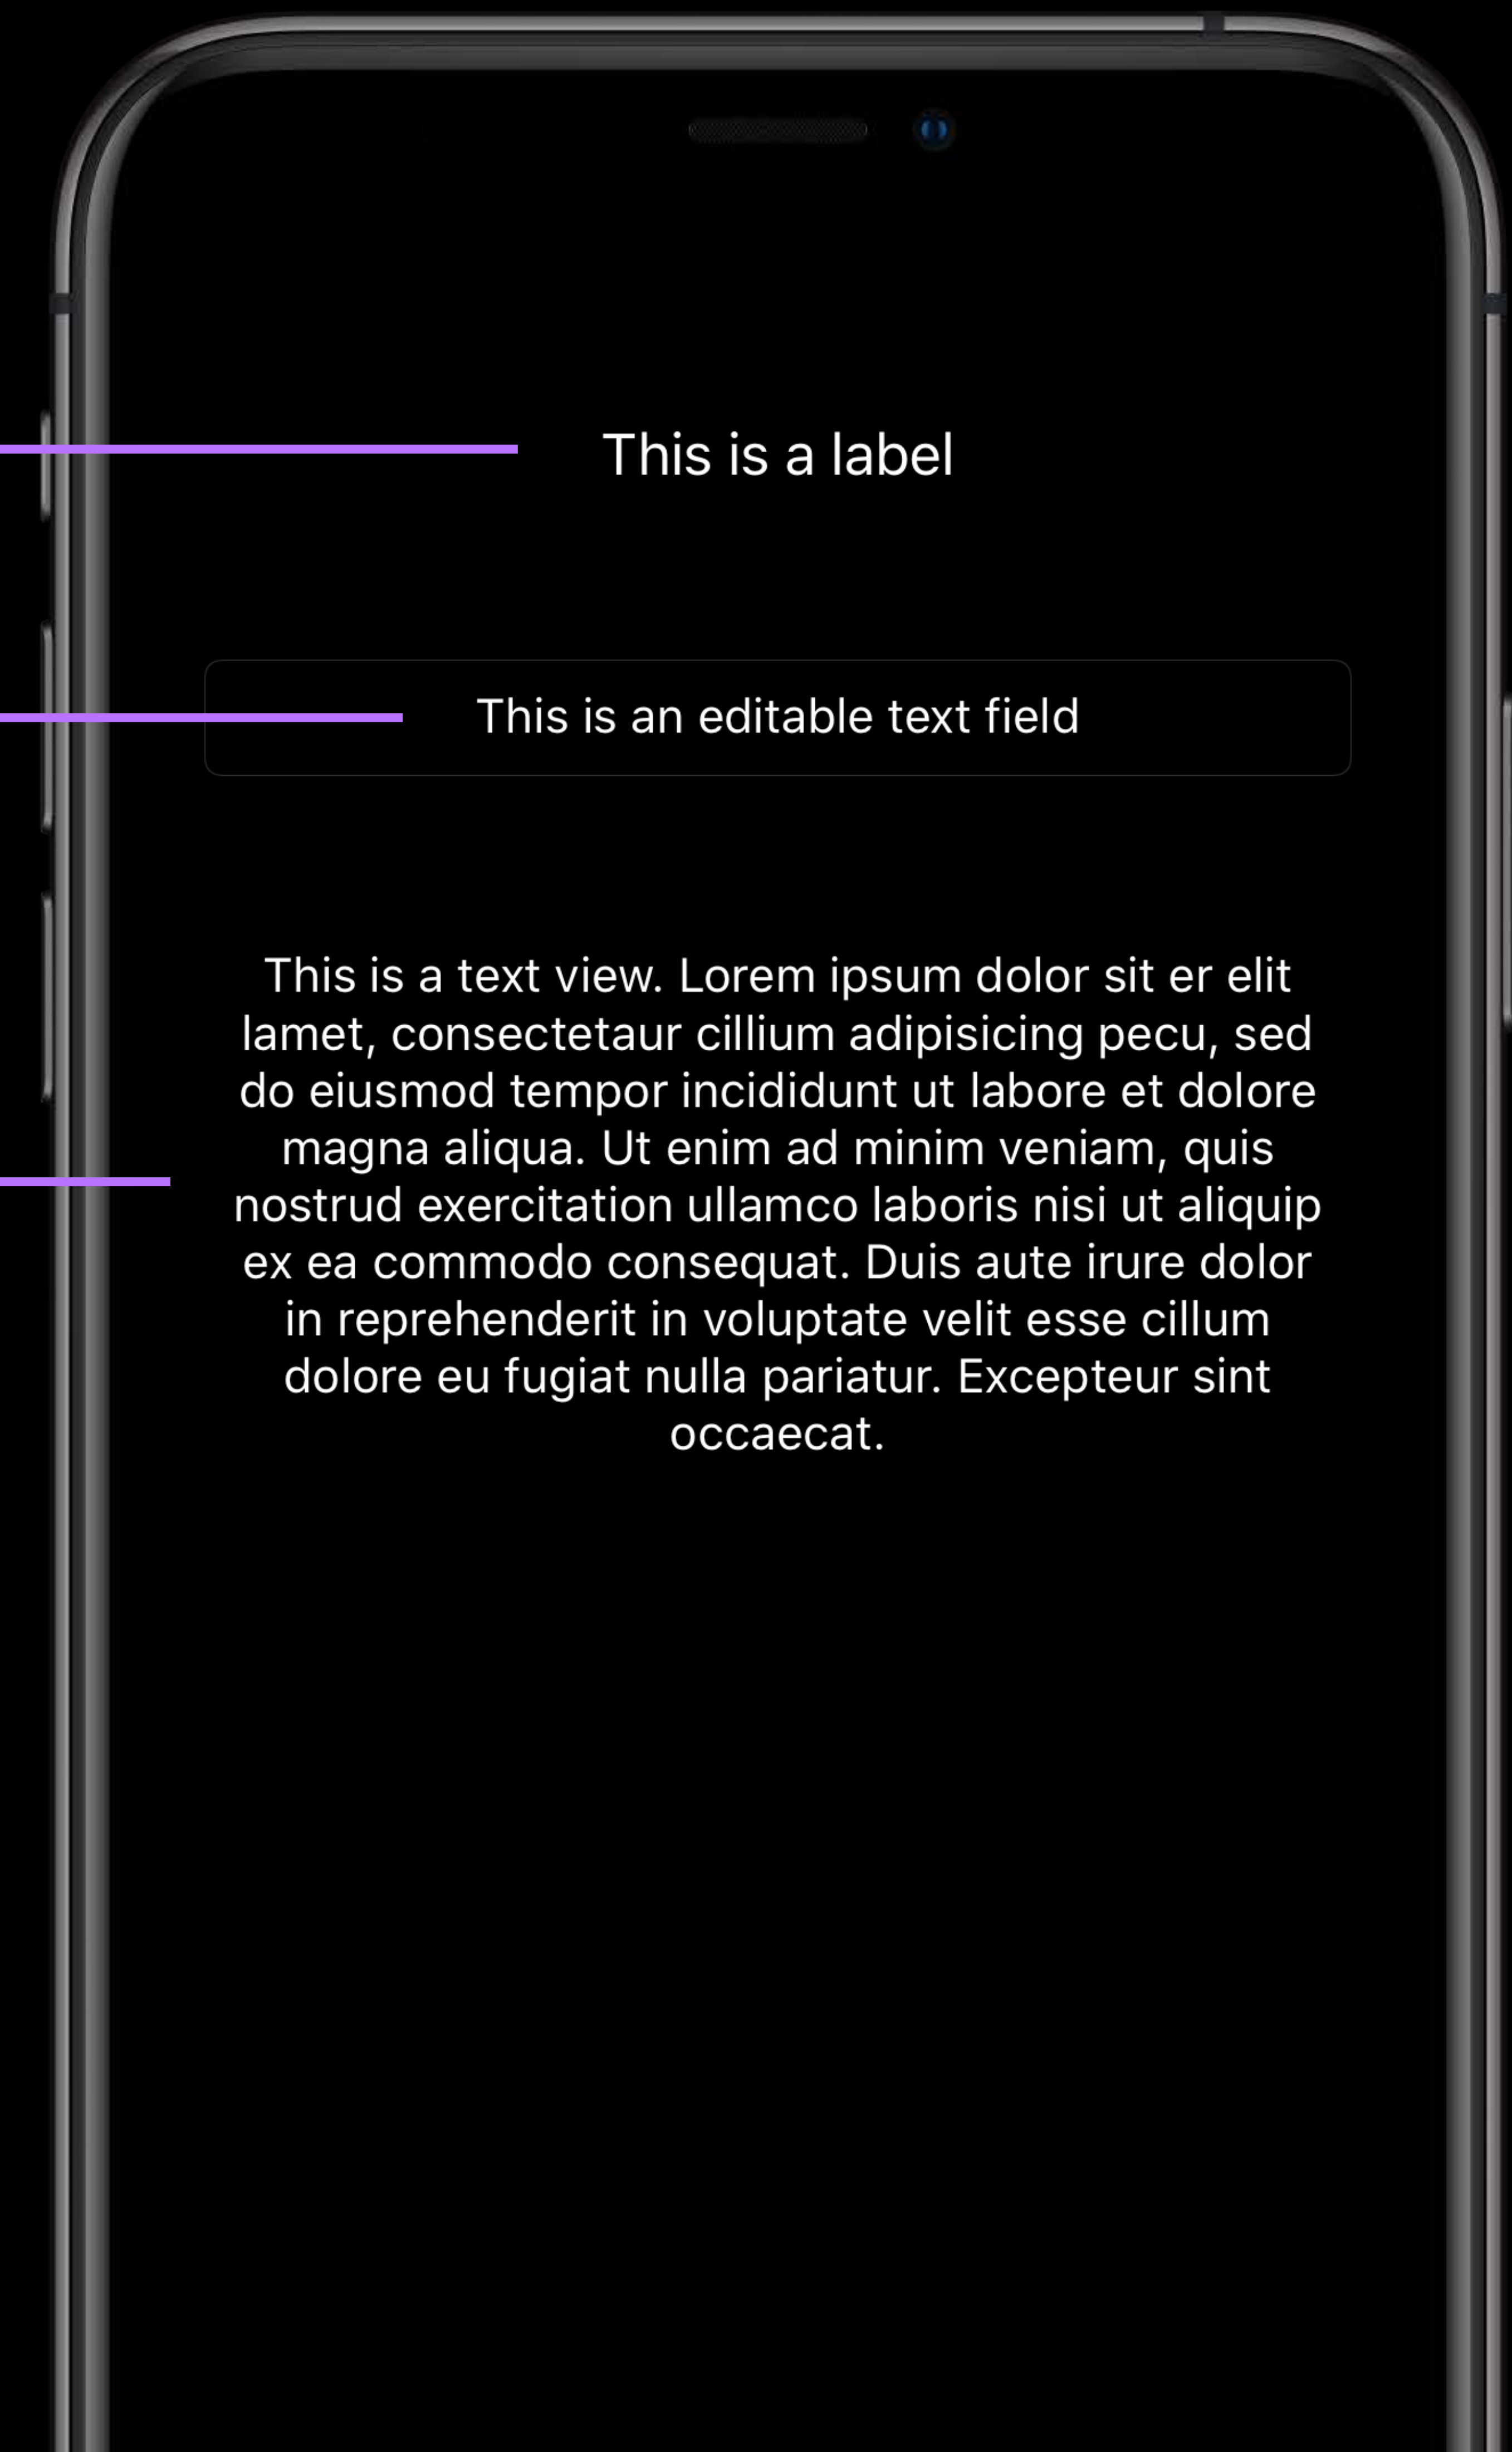 This is a label
This is an editable text field
This is a text view. Lorem ipsum dolor sit er elit
lamet, consectetaur cillium adipisicing pecu, sed
do eiusmod tempor incididunt ut labore et dolore
magna aliqua. Ut enim ad minim veniam, quis
nostrud exercitation ullamco laboris nisi ut aliquip
ex ea commodo consequat. Duis aute irure dolor
in reprehenderit in voluptate velit esse cillum
dolore eu fugiat nulla pariatur. Excepteur sint
occaecat.